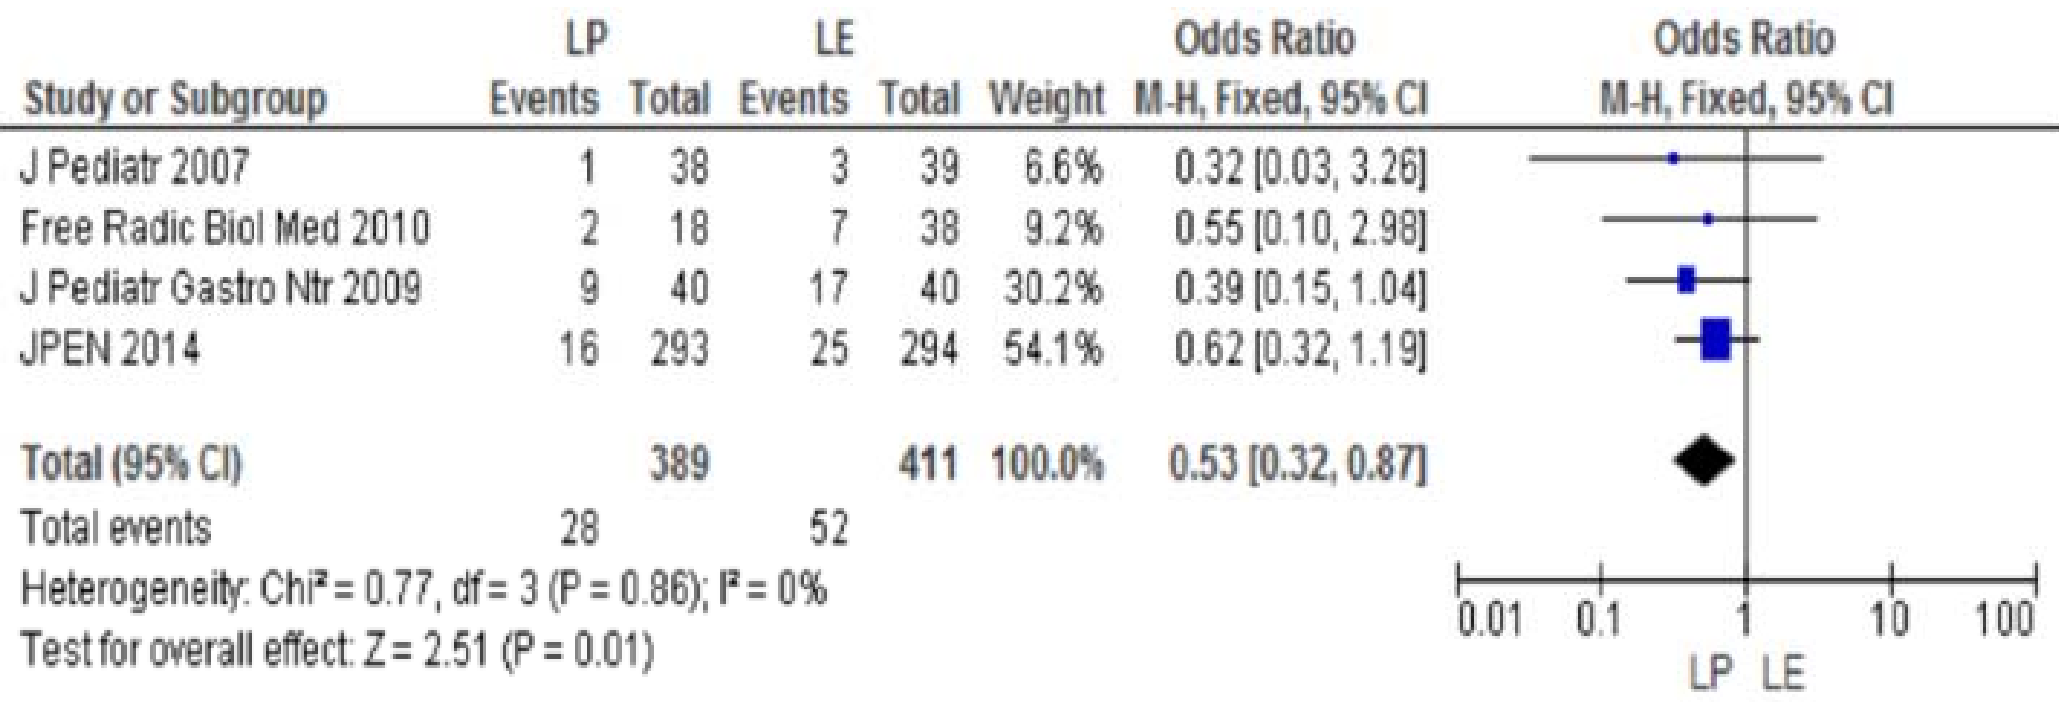 LP LE Odds Ratio Odds Ratio
Study or Subgroup Events Total Events Total Weight M-H, Fixed, 95% CI M-H, Fixed, 95% CI
J Pediatr 2007 1 38 3 39 6.6% 0.32 [0.03, 3.26]
Free Radic Biol Med 2010 2 18 7 38 9.2% 0.55 [0.10, 2.98]
J Pediatr Gastro Ntr 2009 9 40 17 40 30.2% 0.39 [0.15, 1.04]
JPEN 2014 16 293 25 294 54.1% 0.62 [0.32, 1.19]
Total (95% CI) 389 411 100.0% 0.53 [0.32, 0.87]
Total events 28 52
Heterogeneity: Chi² = 0.77, df = 3 (P = 0.86); I² = 0%
Test for overall effect: Z = 2.51 (P = 0.01)
0.01 0.1 1 10 100
LP LE